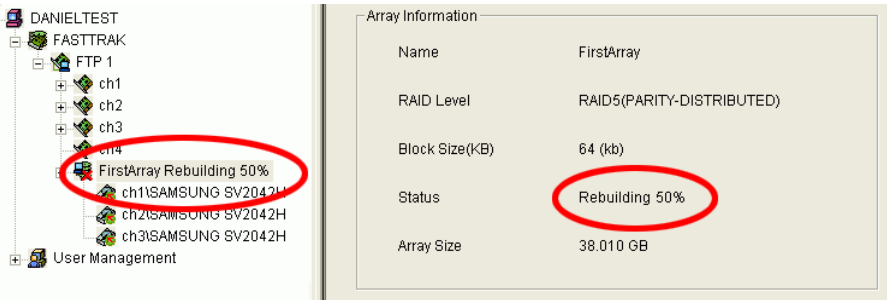 DANIELTEST
FASTTRAK
FTP 1
ch1
ch2
ch3
ch4
FirstArray Rebuilding 50%
ch1\SAMSUNG SV2042H
ch2\SAMSUNG SV2042H
ch3\SAMSUNG SV2042H
User Management
Array Information
Name FirstArray
RAID Level RAID5(PARITY-DISTRIBUTED)
Block Size(KB) 64 (kb)
Status Rebuilding 50%
Array Size 38.010 GB